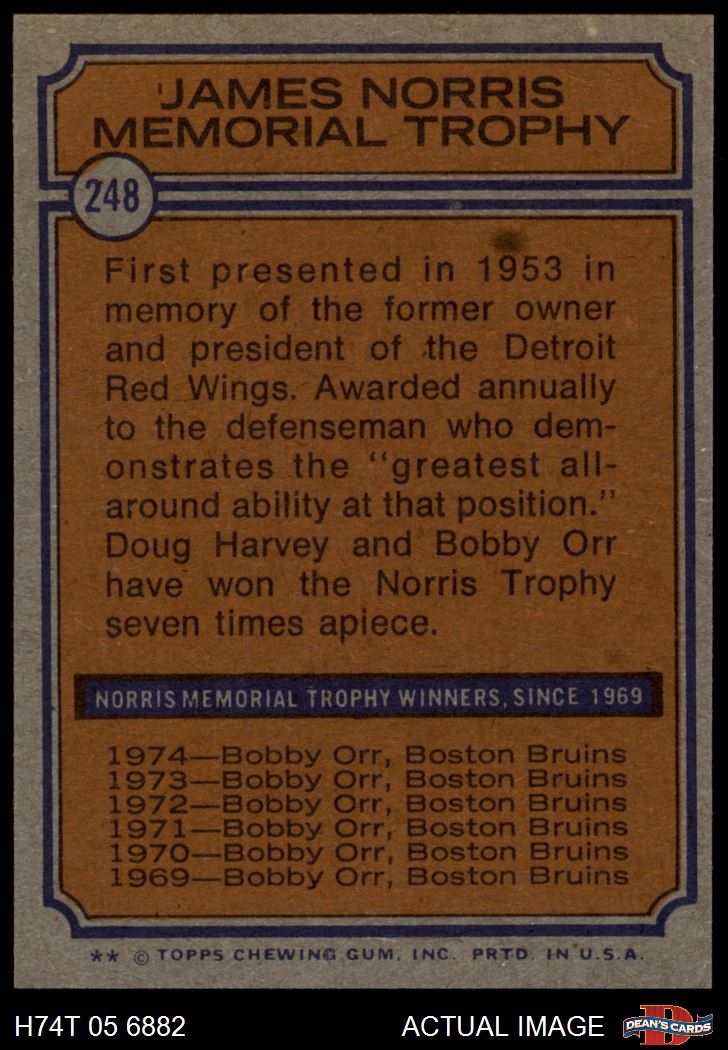 JAMES NORRIS
MEMORIAL TROPHY
248
First presented in 1953 in
memory of the former owner
and president of the Detroit
Red Wings. Awarded annually
to the defenseman who dem-
onstrates the "greatest all-
around ability at that position."
Doug Harvey and Bobby Orr
have won the Norris Trophy
seven times apiece.
NORRIS MEMORIAL TROPHY WINNERS, SINCE 1969
1974—Bobby Orr, Boston Bruins
1973—Bobby Orr, Boston Bruins
1972—Bobby Orr, Boston Bruins
1971—Bobby Orr, Boston Bruins
1970—Bobby Orr, Boston Bruins
1969—Bobby Orr, Boston Bruins
** © TOPPS CHEWING GUM, INC. PRTD. IN U.S.A.
H74T 05 6882 ACTUAL IMAGE D DEAN'S CARDS